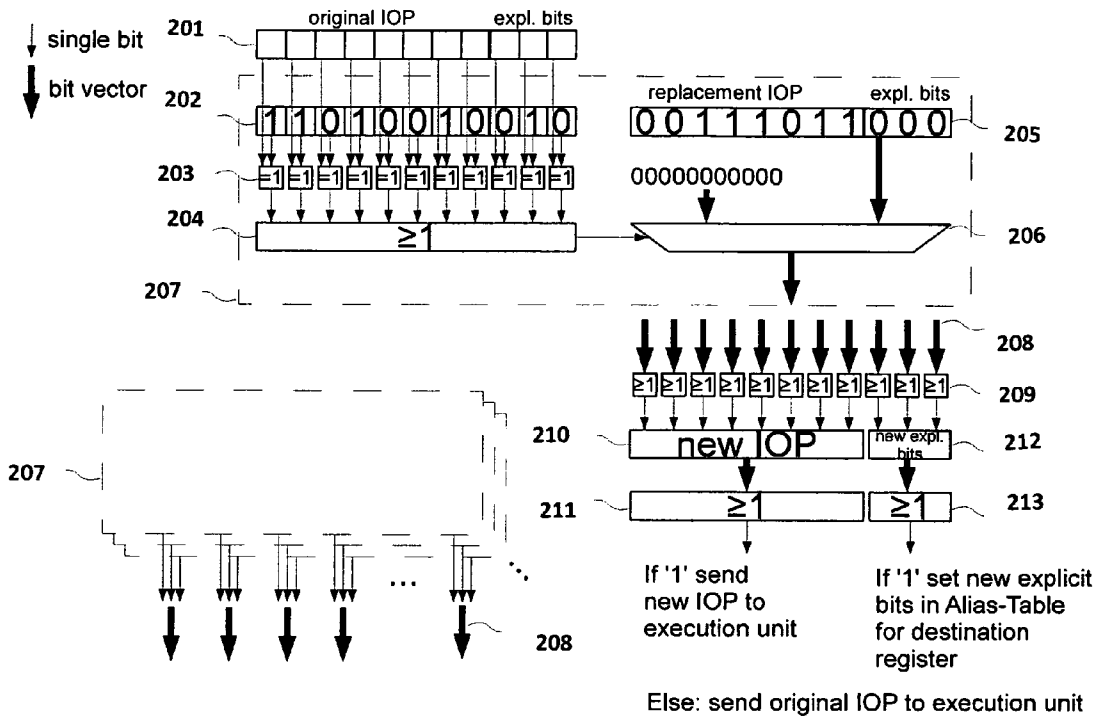 original IOP expl. bits
201
single bit
bit vector
202
1 1 0 1 0 0 1 0 0 1 0
replacement IOP expl. bits
0 0 1 1 1 0 1 1 0 0 0
205
203
=1 =1 =1 =1 =1 =1 =1 =1 =1 =1 =1
00000000000
204
≥1
206
207
208
≥1 ≥1 ≥1 ≥1 ≥1 ≥1 ≥1 ≥1 ≥1 ≥1 ≥1
209
210
new IOP
new expl. bits
212
207
211
≥1
≥1
213
...
...
208
If '1' send
new IOP to
execution unit
If '1' set new explicit
bits in Alias-Table
for destination
register
Else: send original IOP to execution unit